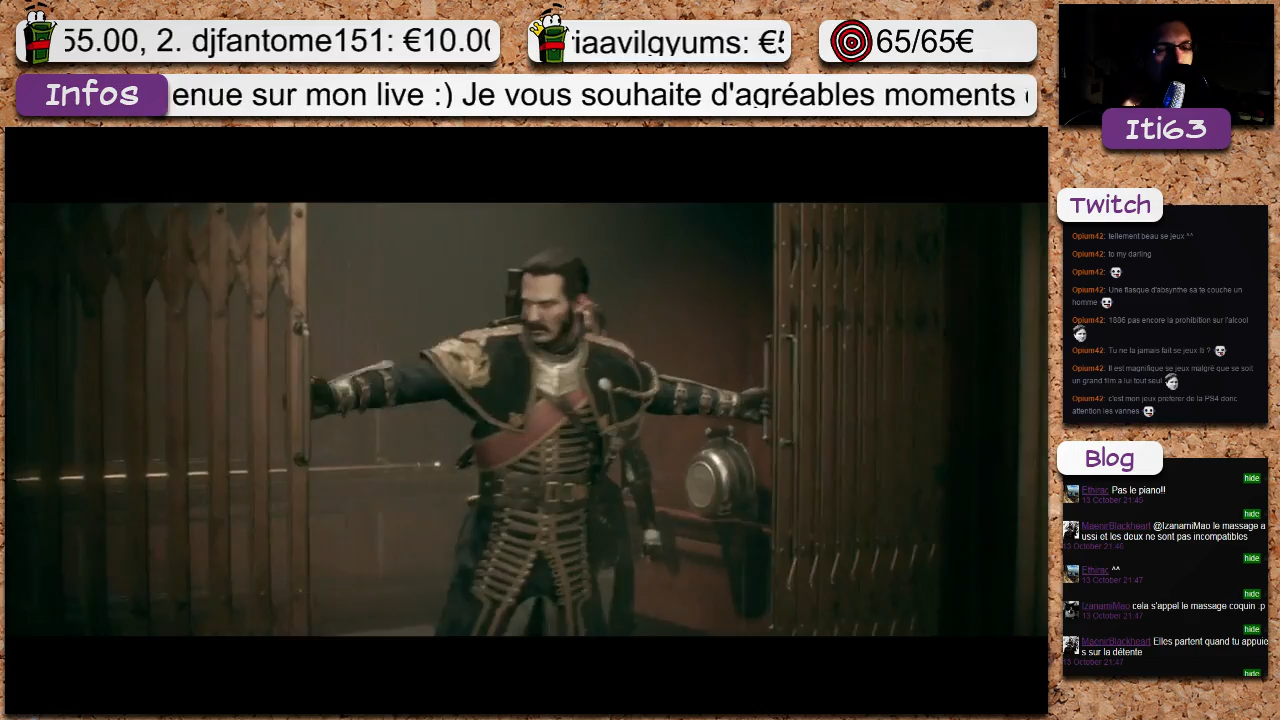 55.00, 2. djfantome151: €10.00
iaavilgyums: €5
65/65€
Infos
enue sur mon live :) Je vous souhaite d'agréables moments
Iti63
Twitch
Opium42: tellement beau se jeux ^^
Opium42: to my darling
Opium42:
Opium42: Une flasque d'absynthe sa te couche un
homme
Opium42: 1886 pas encore la prohibition sur l'alcool
Opium42: Tu ne la jamais fait se jeux iti ?
Opium42: Il est magnifique se jeux malgré que se soit
un grand film a lui tout seul
Opium42: c'est mon jeux preferer de la PS4 donc
attention les vannes
Blog
hide
Ethirac Pas le piano!!
13 October 21:46
hide
MaenirBlackheart @IzanamiMao le massage a
ussi et les deux ne sont pas incompatibles
13 October 21:46
hide
Ethirac ^^
13 October 21:47
hide
IzanamiMao cela s'appel le massage coquin :p
13 October 21:47
hide
MaenirBlackheart Elles partent quand tu appuie
s sur la détente
13 October 21:47
hide